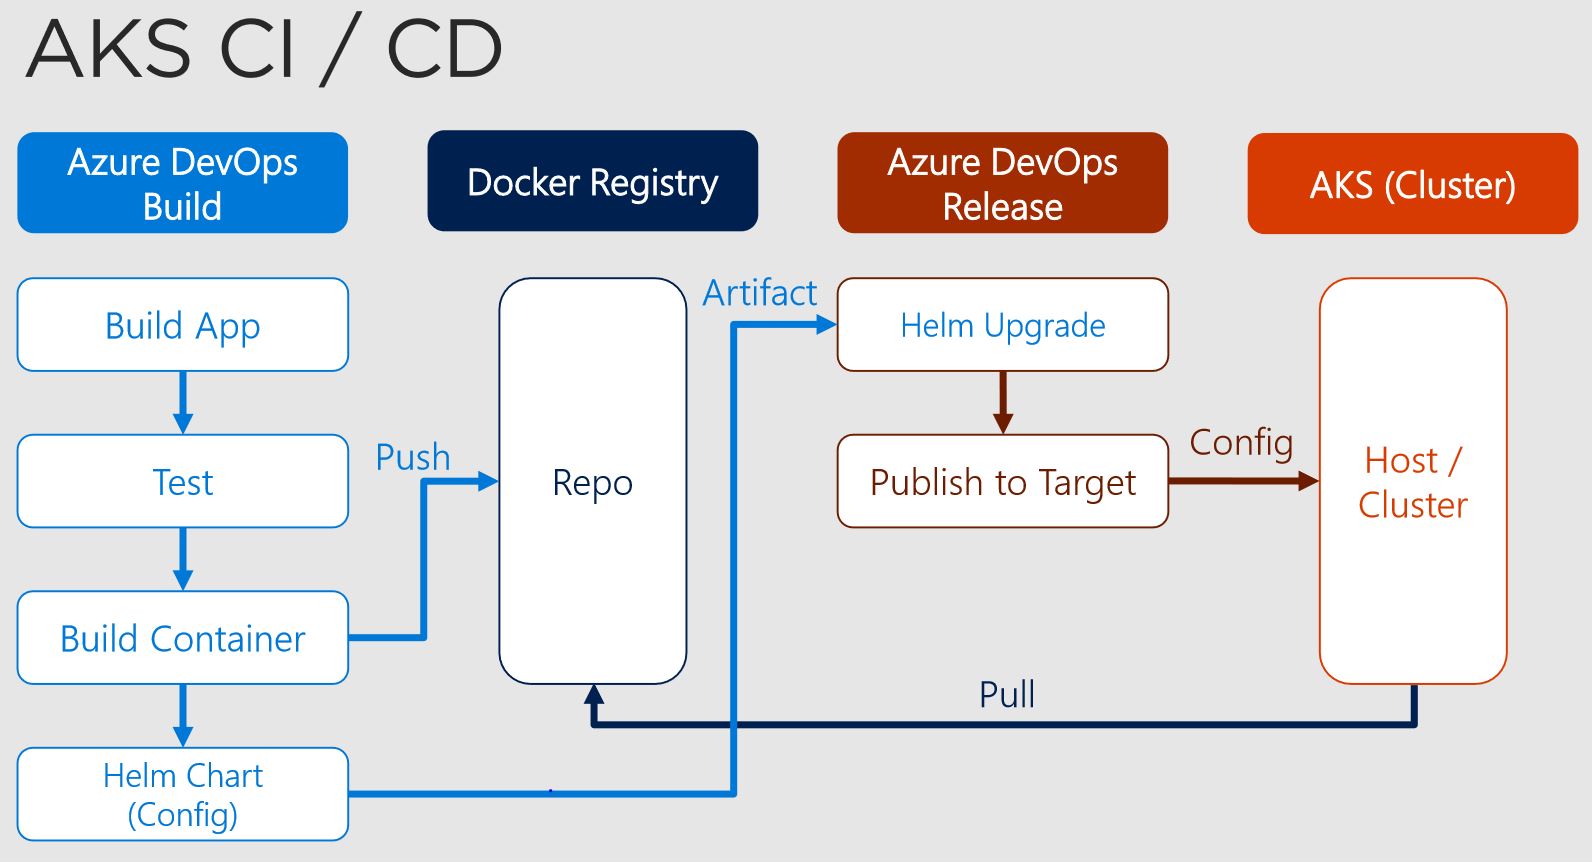 AKS CI / CD
Azure DevOps
Build
Docker Registry
Azure DevOps
Release
AKS (Cluster)
Build App
Test
Build Container
Helm Chart
(Config)
Push
Repo
Artifact
Helm Upgrade
Publish to Target
Config
Host /
Cluster
Pull